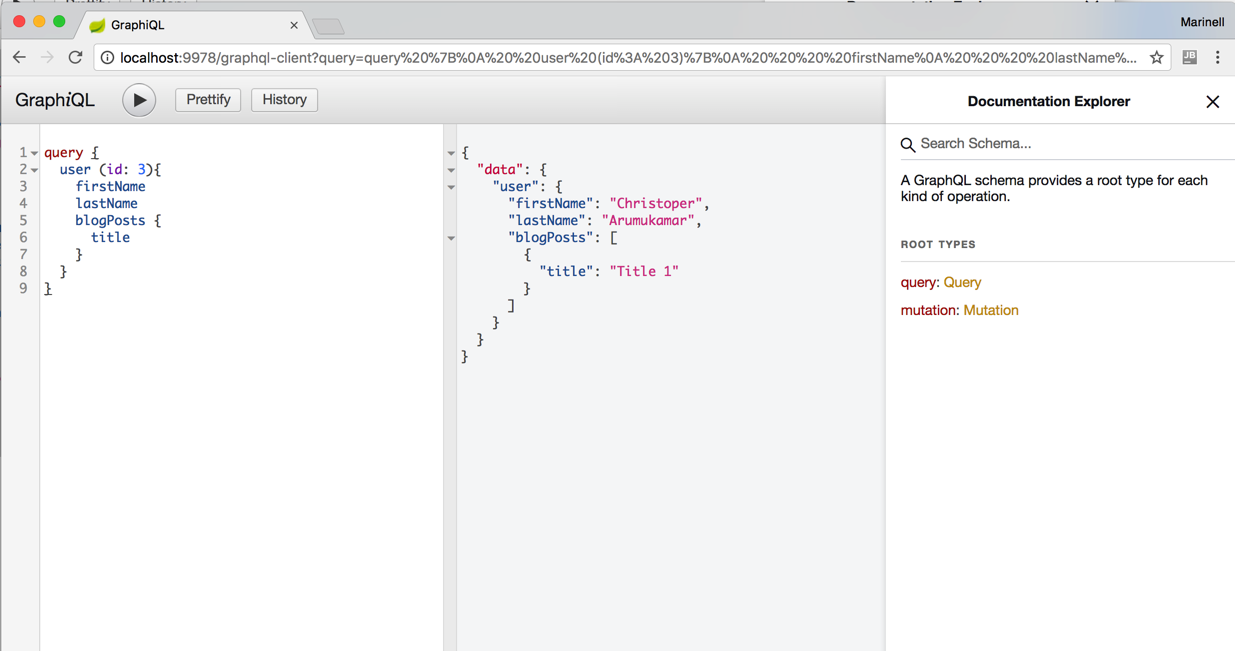 GraphiQL
Marinell
localhost:9978/graphql-client?query=query%20%7B%0A%20%20user%20(id%3A%203)%7B%0A%20%20%20%20firstName%0A%20%20%20%20lastName%...
GraphiQL
Prettify
History
Documentation Explorer
Search Schema...
A GraphQL schema provides a root type for each
kind of operation.
ROOT TYPES
query: Query
mutation: Mutation
1 query {
2   user (id: 3){
3     firstName
4     lastName
5     blogPosts {
6       title
7     }
8   }
9 }
{
  "data": {
    "user": {
      "firstName": "Christoper",
      "lastName": "Arumukamar",
      "blogPosts": [
        {
          "title": "Title 1"
        }
      ]
    }
  }
}